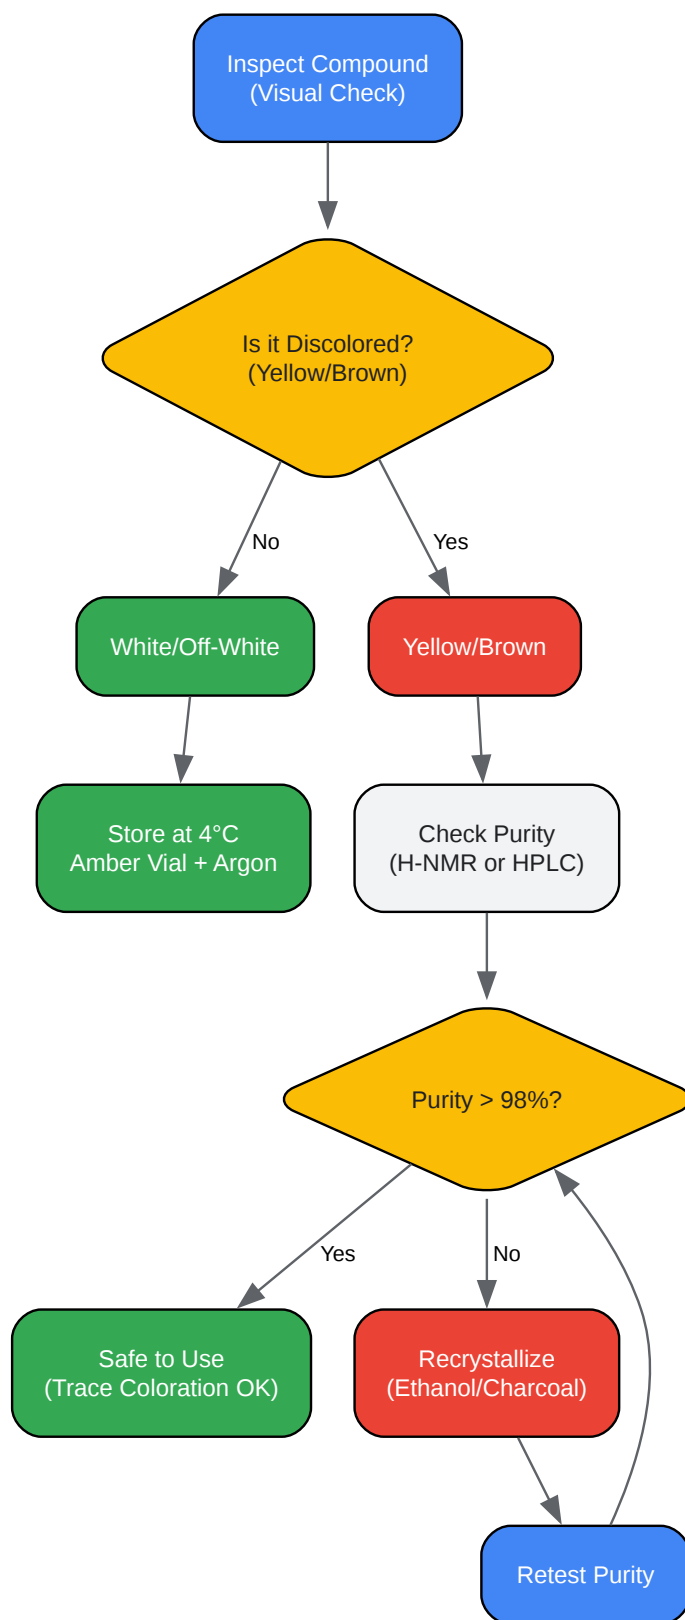 Inspect Compound
(Visual Check)
Is it Discolored?
(Yellow/Brown)
No
Yes
White/Off-White
Yellow/Brown
Store at 4°C
Amber Vial + Argon
Check Purity
(H-NMR or HPLC)
Purity > 98%?
Yes
No
Safe to Use
(Trace Coloration OK)
Recrystallize
(Ethanol/Charcoal)
Retest Purity